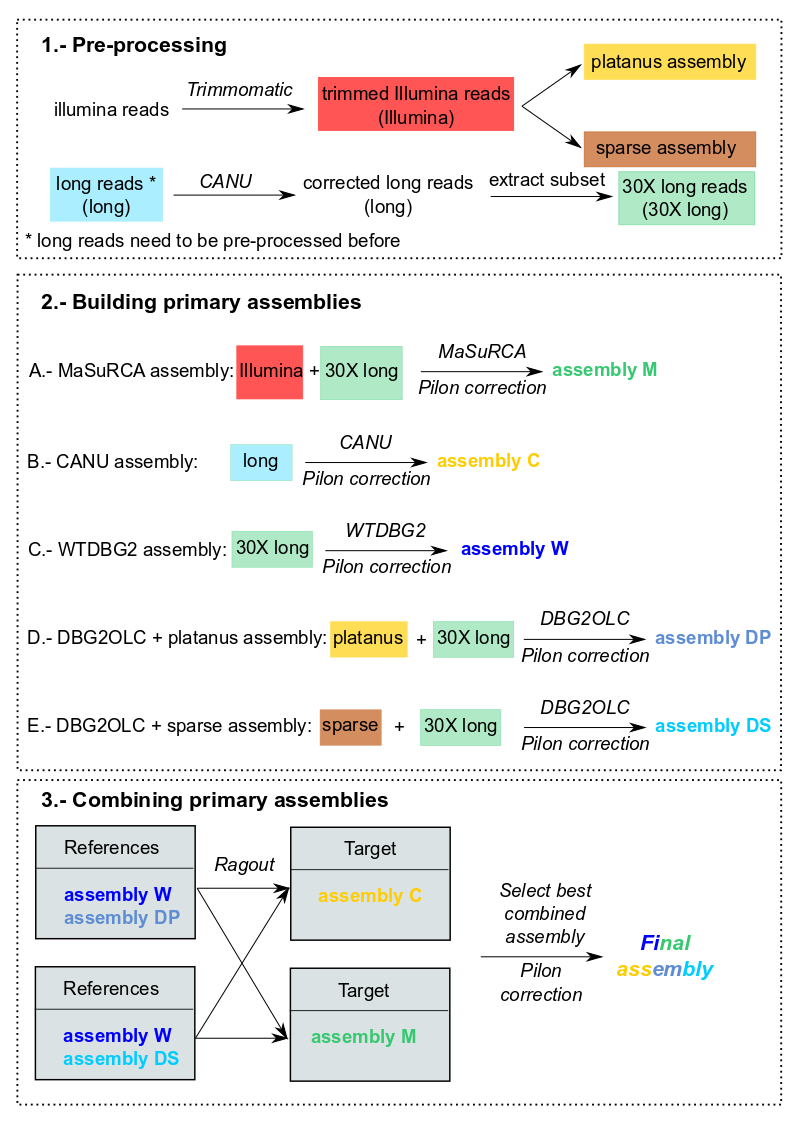 1.- Pre-processing
illumina reads
Trimmomatic
trimmed Illumina reads
(Illumina)
platanus assembly
sparse assembly
long reads *
(long)
CANU
corrected long reads
(long)
extract subset
30X long reads
(30X long)
* long reads need to be pre-processed before
2.- Building primary assemblies
A.- MaSuRCA assembly: Illumina + 30X long
MaSuRCA
Pilon correction
assembly M
B.- CANU assembly: long
CANU
Pilon correction
assembly C
C.- WTDBG2 assembly: 30X long
WTDBG2
Pilon correction
assembly W
D.- DBG2OLC + platanus assembly: platanus + 30X long
DBG2OLC
Pilon correction
assembly DP
E.- DBG2OLC + sparse assembly: sparse + 30X long
DBG2OLC
Pilon correction
assembly DS
3.- Combining primary assemblies
References
assembly W
assembly DP
Ragout
Target
assembly C
References
assembly W
assembly DS
Target
assembly M
Select best
combined
assembly
Pilon
correction
Final
assembly